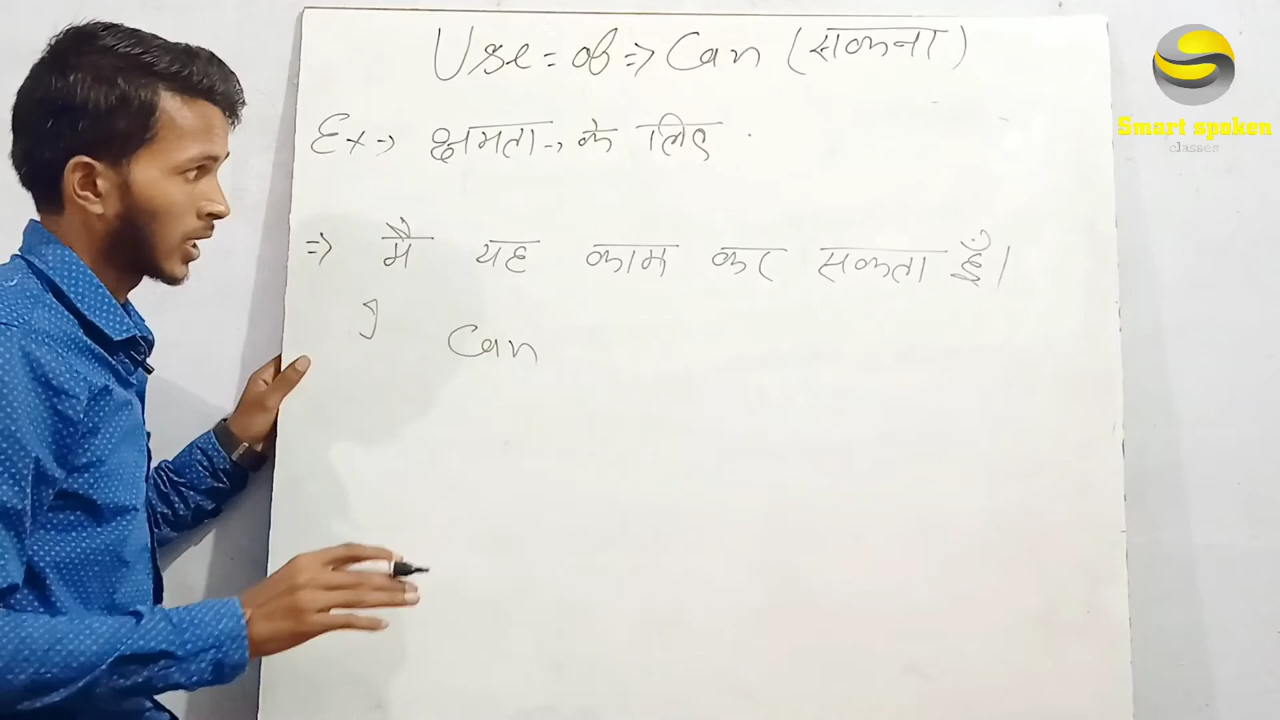 Use = of => Can (सकना)
Ex => क्षमता -> के लिए .
=> मै यह काम कर सकता हूँ।
I Can
Smart spoken
classes